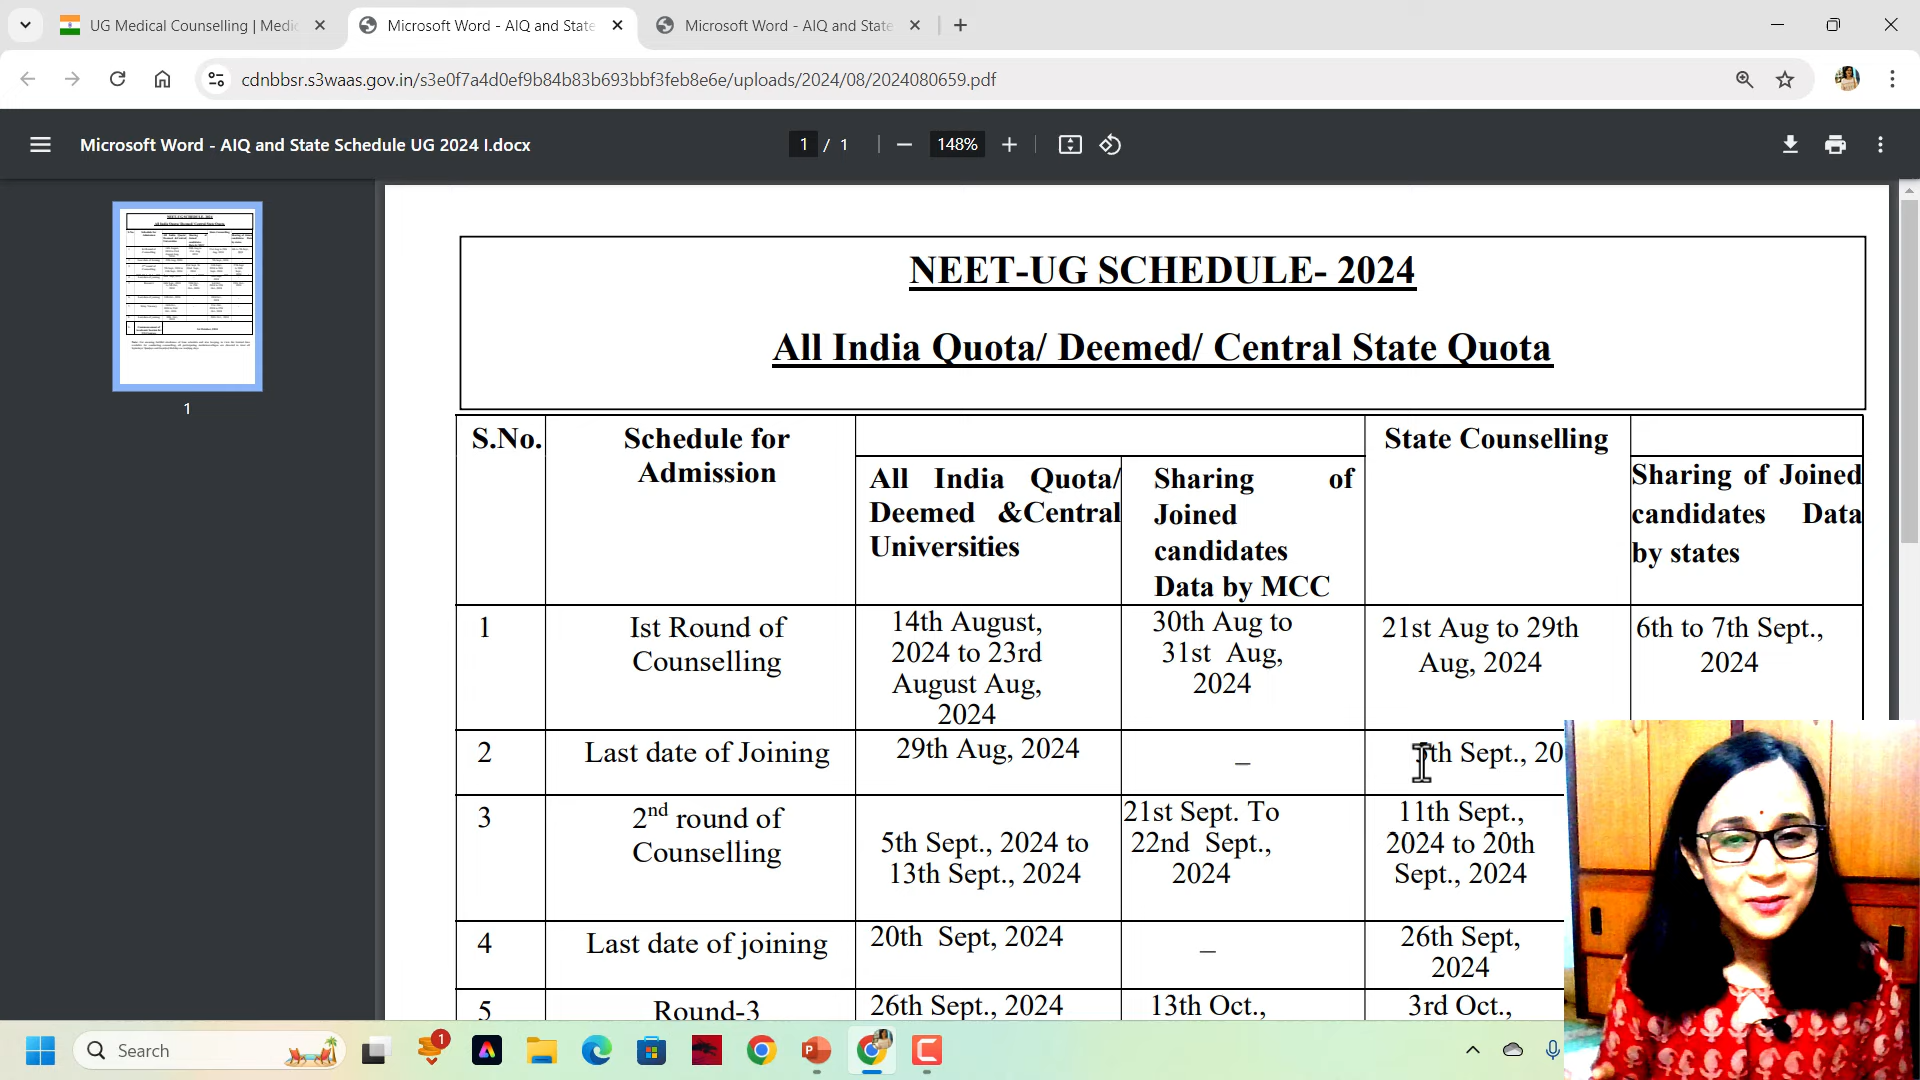 UG Medical Counselling | Medic
Microsoft Word - AIQ and State
Microsoft Word - AIQ and State
cdnbbsr.s3waas.gov.in/s3e0f7a4d0ef9b84b83b693bbf3feb8e6e/uploads/2024/08/2024080659.pdf
Microsoft Word - AIQ and State Schedule UG 2024 I.docx
1 / 1
148%
1
NEET-UG SCHEDULE- 2024
All India Quota/ Deemed/ Central State Quota
S.No.
Schedule for
Admission
All India Quota/
Deemed &Central
Universities
Sharing of
Joined
candidates
Data by MCC
State Counselling
Sharing of Joined
candidates Data
by states
1
Ist Round of
Counselling
14th August,
2024 to 23rd
August Aug,
2024
30th Aug to
31st Aug,
2024
21st Aug to 29th
Aug, 2024
6th to 7th Sept.,
2024
2
Last date of Joining
29th Aug, 2024
–
Sept., 20
3
2nd round of
Counselling
5th Sept., 2024 to
13th Sept., 2024
21st Sept. To
22nd Sept.,
2024
11th Sept.,
2024 to 20th
Sept., 2024
4
Last date of joining
20th Sept, 2024
–
26th Sept,
2024
5
Round-3
26th Sept., 2024
13th Oct.,
3rd Oct.,
Search
1